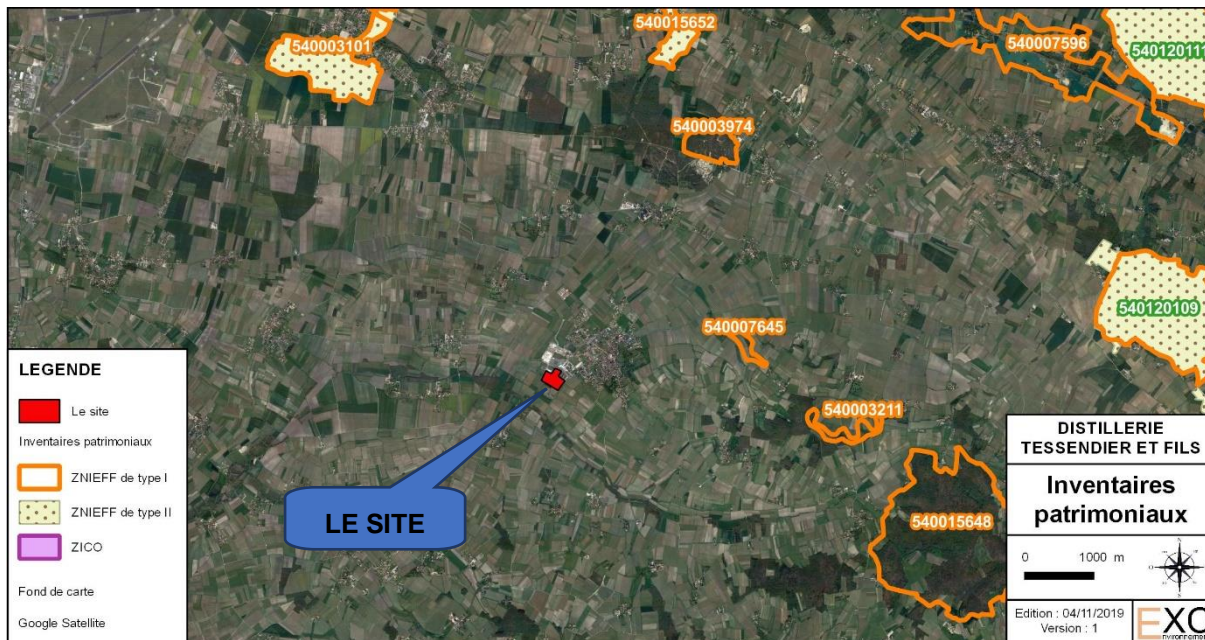 540003101
540015652
540007596
540120111
540003974
540120109
540007645
540003211
540015648
LE SITE
LEGENDE
Le site
Inventaires patrimoniaux
ZNIEFF de type I
ZNIEFF de type II
ZICO
Fond de carte
Google Satellite
DISTILLERIE
TESSENDIER ET FILS
Inventaires
patrimoniaux
0 1000 m
Edition : 04/11/2019
Version : 1
EXO
nvironnement